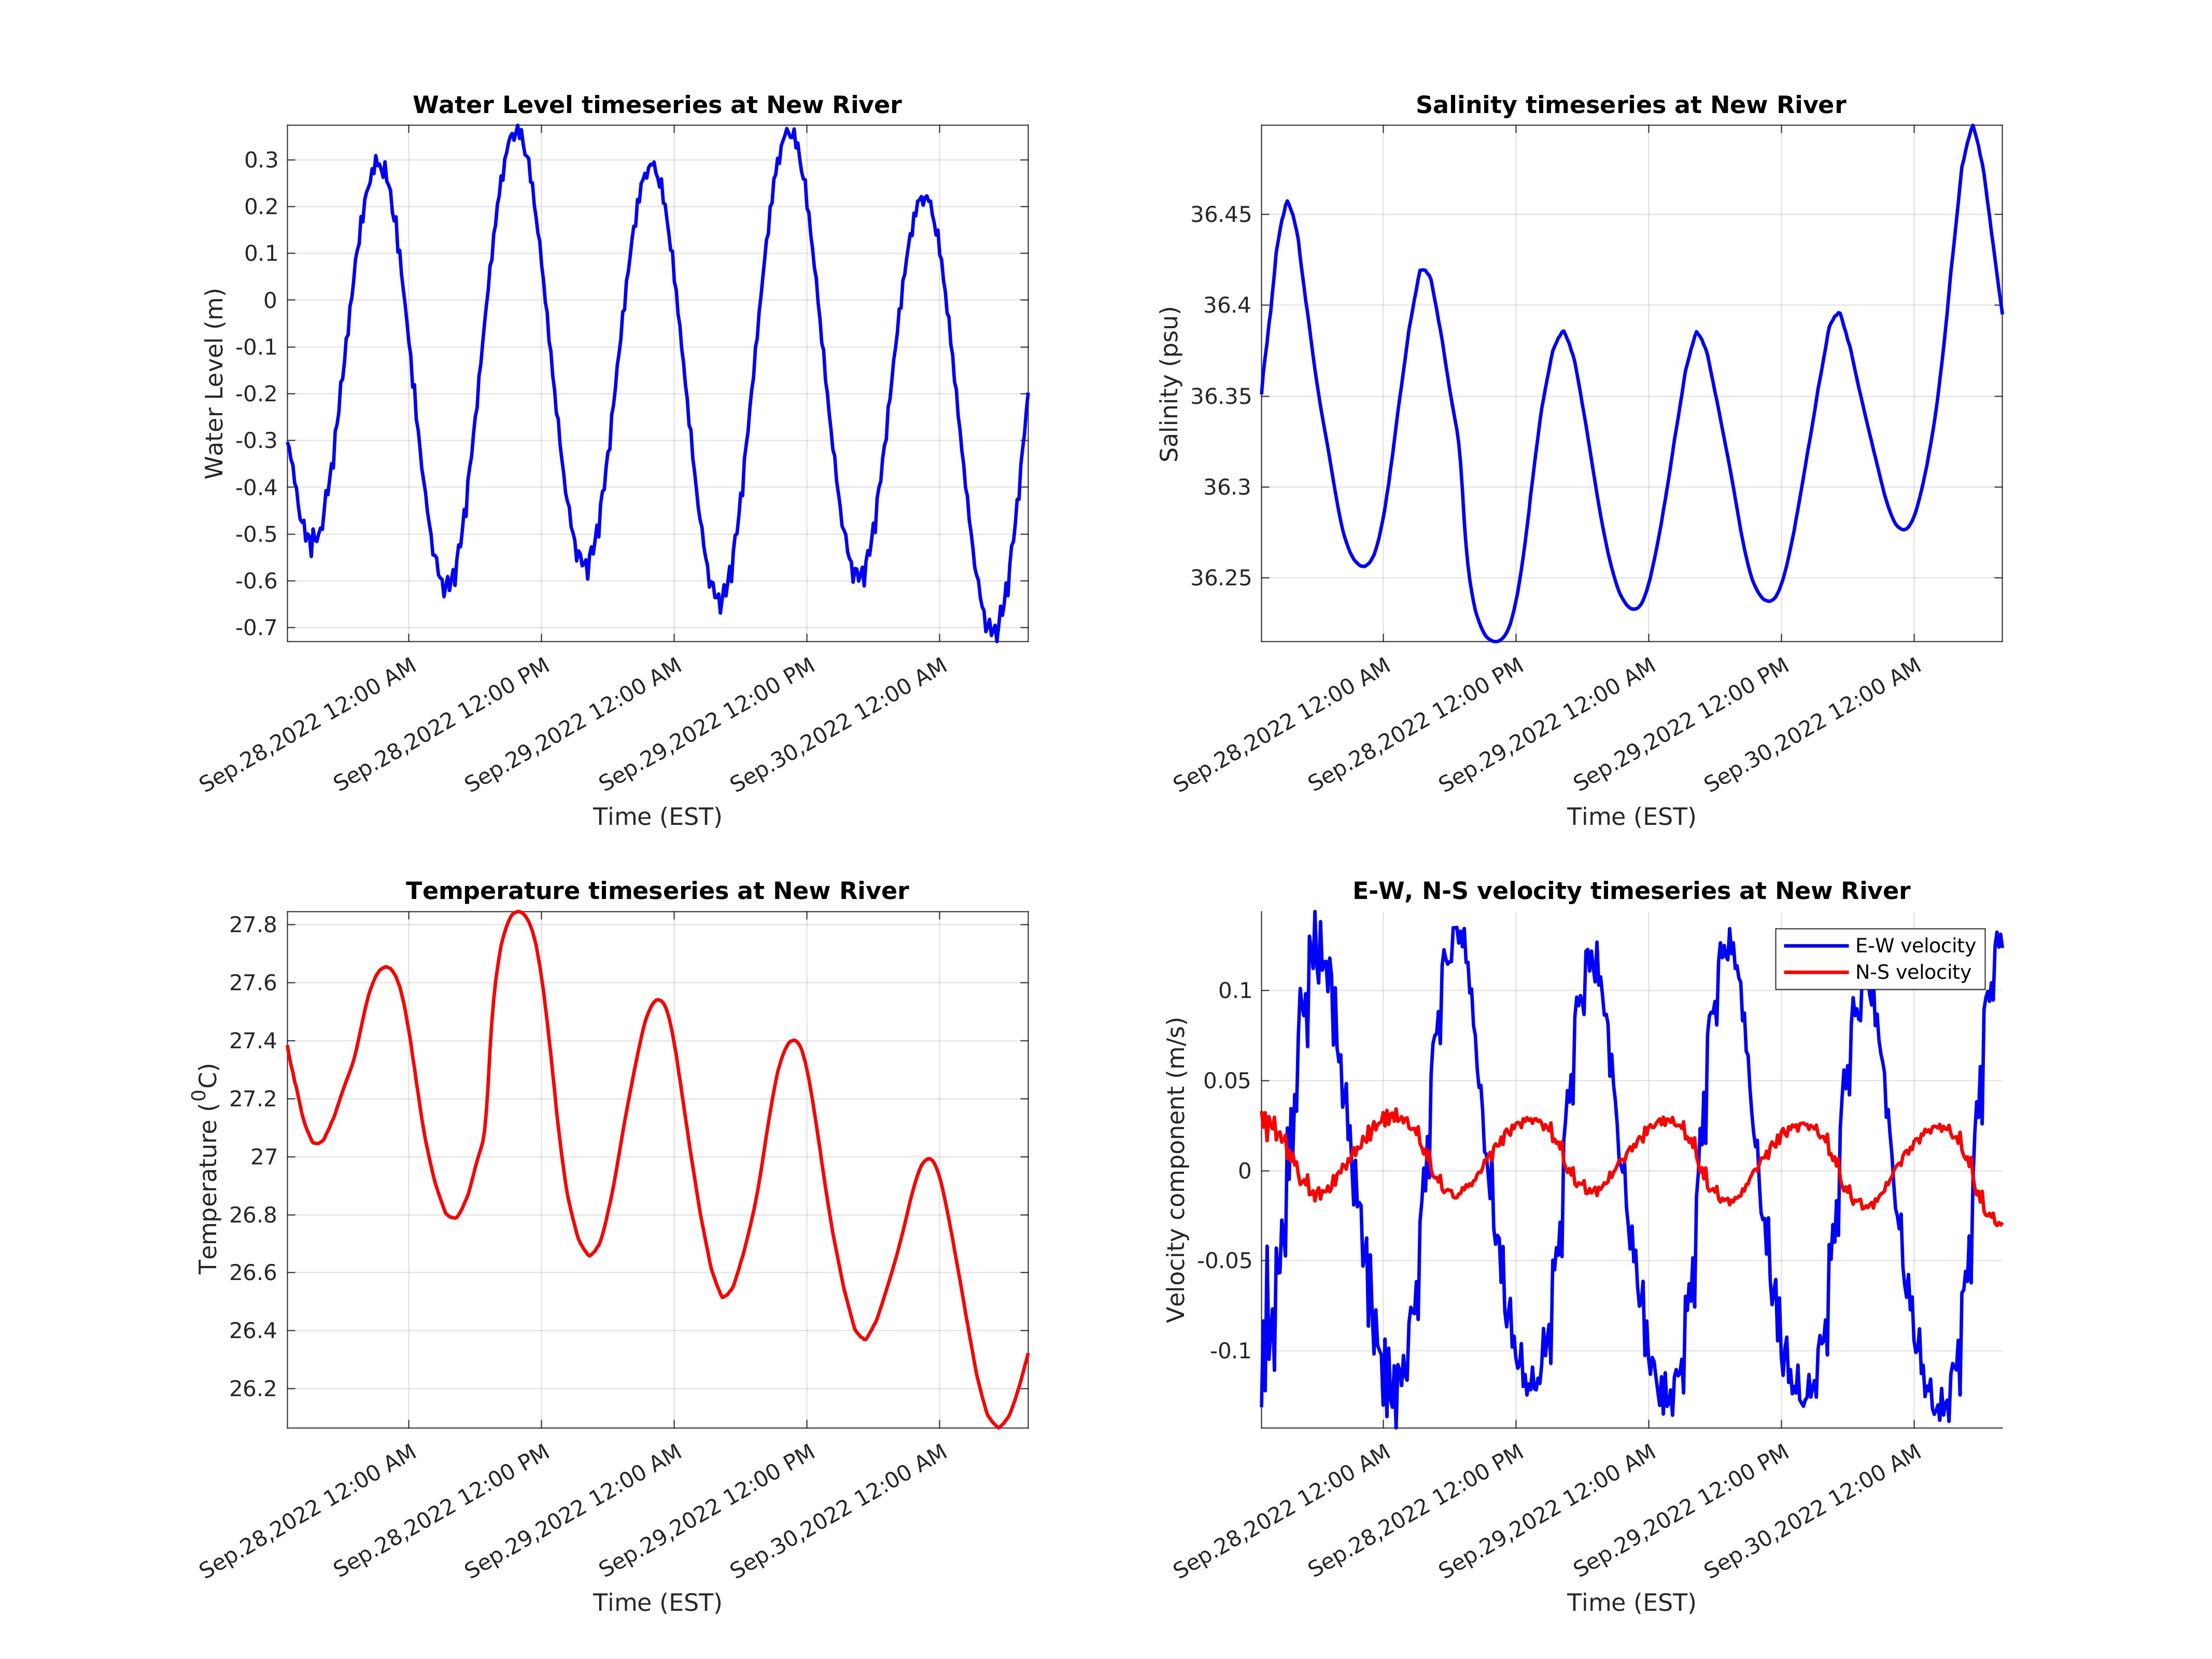 Water Level timeseries at New River
Water Level (m)
0.3
0.2
0.1
0
-0.1
-0.2
-0.3
-0.4
-0.5
-0.6
-0.7
Sep.28,2022 12:00 AM
Sep.28,2022 12:00 PM
Sep.29,2022 12:00 AM
Sep.29,2022 12:00 PM
Sep.30,2022 12:00 AM
Time (EST)
Salinity timeseries at New River
Salinity (psu)
36.45
36.4
36.35
36.3
36.25
Sep.28,2022 12:00 AM
Sep.28,2022 12:00 PM
Sep.29,2022 12:00 AM
Sep.29,2022 12:00 PM
Sep.30,2022 12:00 AM
Time (EST)
Temperature timeseries at New River
Temperature (⁰C)
27.8
27.6
27.4
27.2
27
26.8
26.6
26.4
26.2
Sep.28,2022 12:00 AM
Sep.28,2022 12:00 PM
Sep.29,2022 12:00 AM
Sep.29,2022 12:00 PM
Sep.30,2022 12:00 AM
Time (EST)
E-W, N-S velocity timeseries at New River
Velocity component (m/s)
0.1
0.05
0
-0.05
-0.1
E-W velocity
N-S velocity
Sep.28,2022 12:00 AM
Sep.28,2022 12:00 PM
Sep.29,2022 12:00 AM
Sep.29,2022 12:00 PM
Sep.30,2022 12:00 AM
Time (EST)